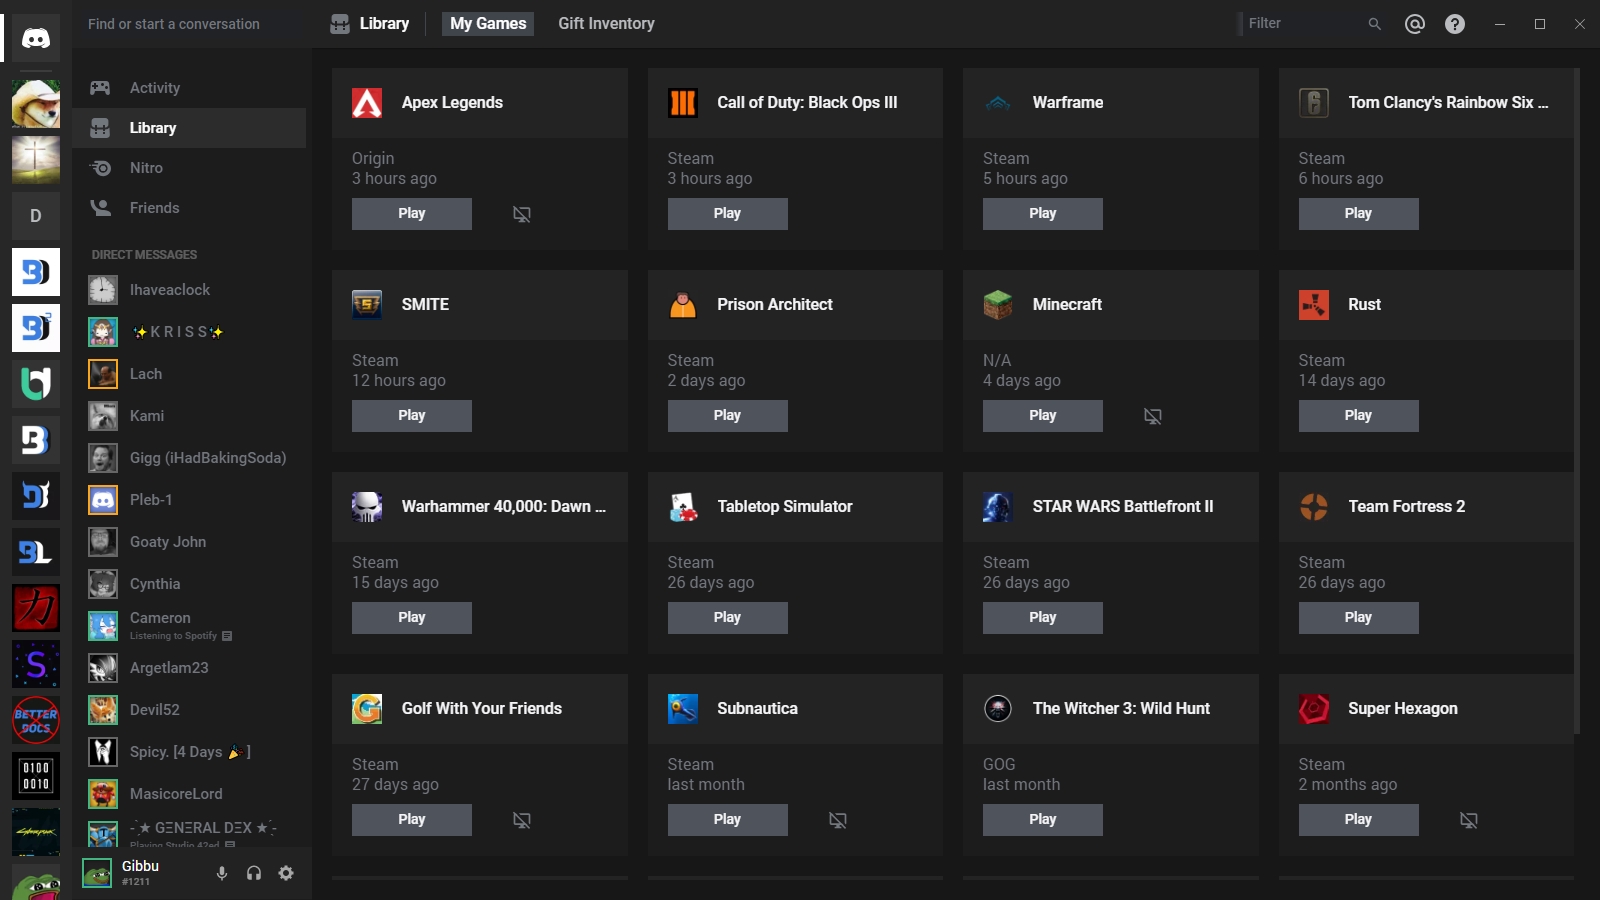 Find or start a conversation
Library
My Games
Gift Inventory
Filter
Activity
Library
Nitro
Friends
DIRECT MESSAGES
Ihaveaclock
✨K R I S S✨
Lach
Kami
Gigg (iHadBakingSoda)
Pleb-1
Goaty John
Cynthia
Cameron
Listening to Spotify
Argetlam23
Devil52
Spicy. [4 Days 🎉]
MasicoreLord
GΞNΞRAL DΞX
Playing Studio 42ed
Gibbu
#1211
D
BETTER
DOCS
0100
0010
Apex Legends
Origin
3 hours ago
Play
Call of Duty: Black Ops III
Steam
3 hours ago
Play
Warframe
Steam
5 hours ago
Play
Tom Clancy's Rainbow Six ...
Steam
6 hours ago
Play
SMITE
Steam
12 hours ago
Play
Prison Architect
Steam
2 days ago
Play
Minecraft
N/A
4 days ago
Play
Rust
Steam
14 days ago
Play
Warhammer 40,000: Dawn ...
Steam
15 days ago
Play
Tabletop Simulator
Steam
26 days ago
Play
STAR WARS Battlefront II
Steam
26 days ago
Play
Team Fortress 2
Steam
26 days ago
Play
Golf With Your Friends
Steam
27 days ago
Play
Subnautica
Steam
last month
Play
The Witcher 3: Wild Hunt
GOG
last month
Play
Super Hexagon
Steam
2 months ago
Play